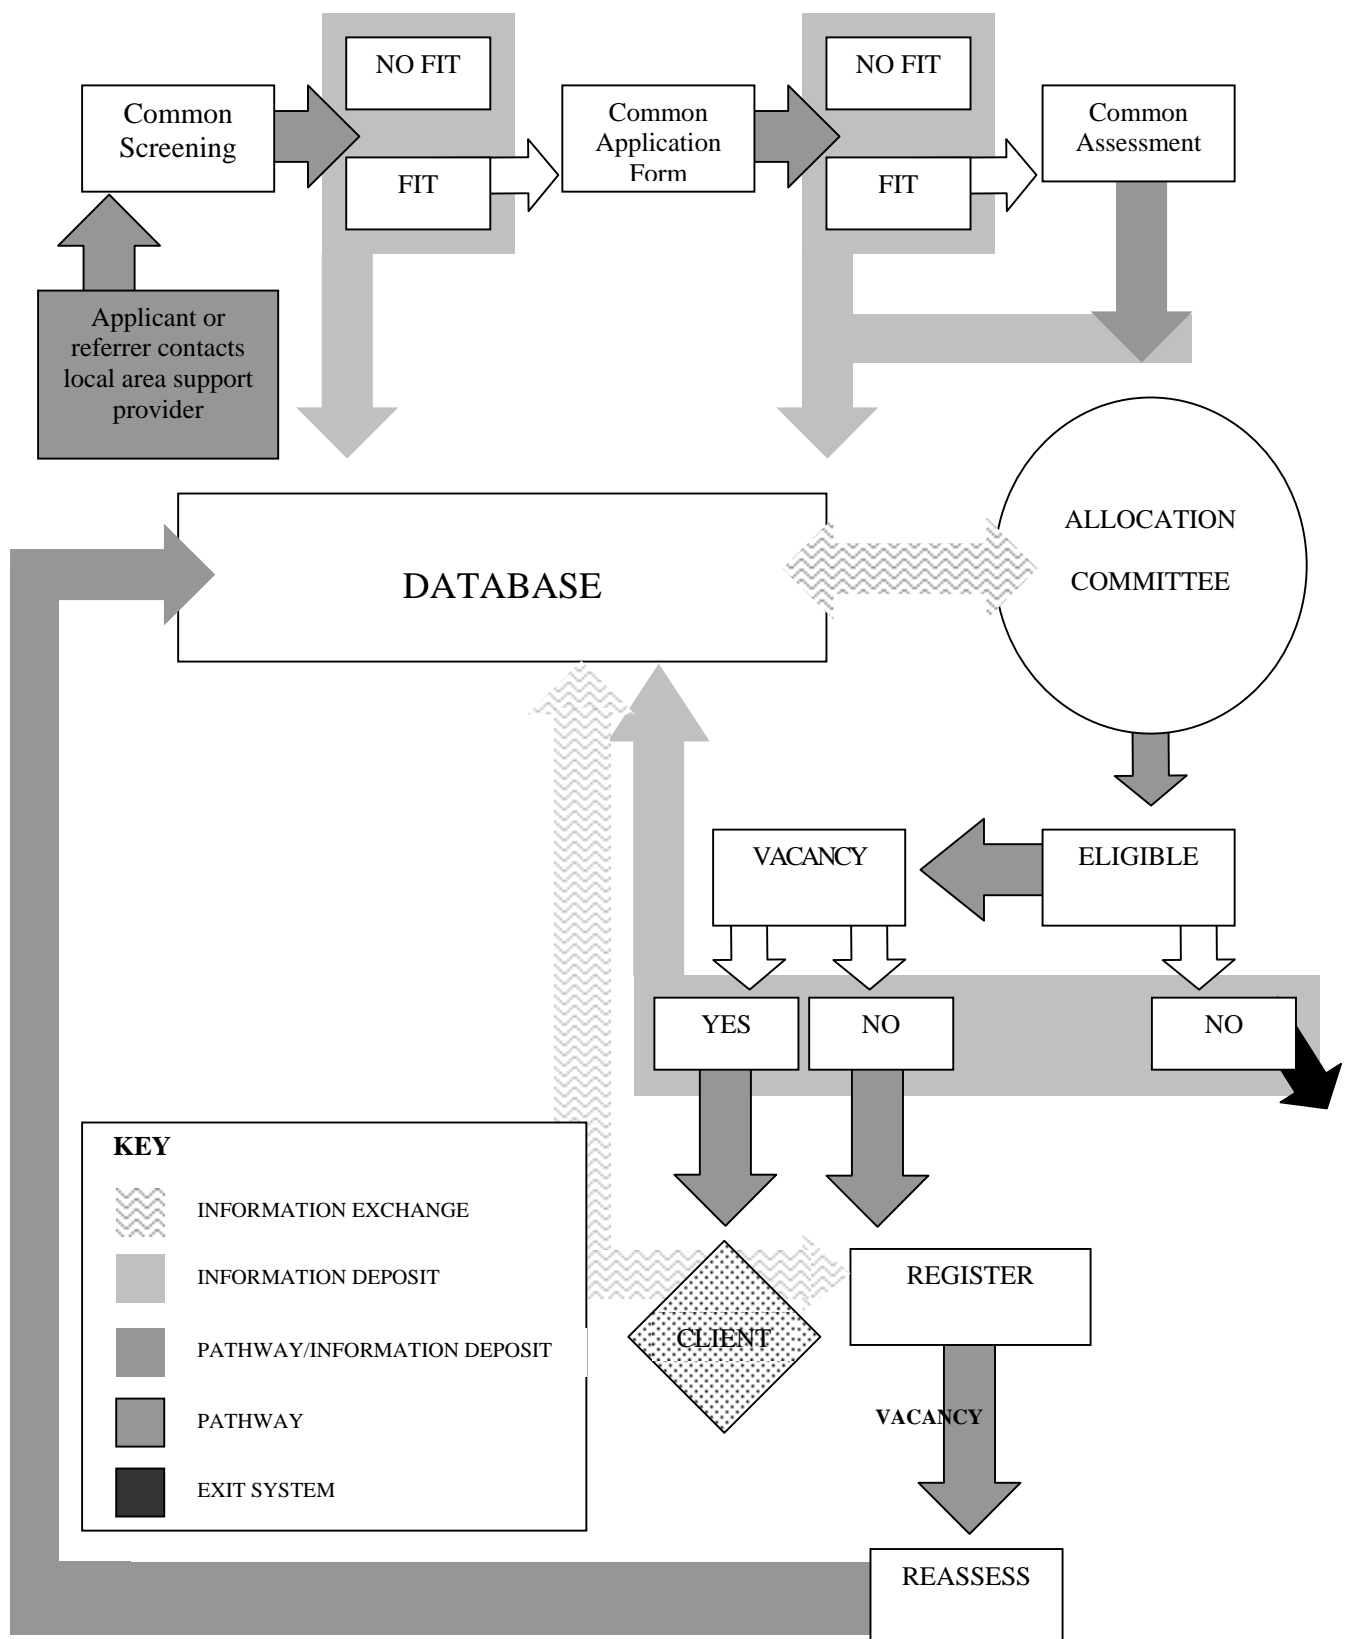 NO FIT
NO FIT
Common
Screening
Common
Application
Form
Common
Assessment
FIT
FIT
Applicant or
referrer contacts
local area support
provider
ALLOCATION
COMMITTEE
DATABASE
VACANCY
ELIGIBLE
YES
NO
NO
KEY
INFORMATION EXCHANGE
INFORMATION DEPOSIT
PATHWAY/INFORMATION DEPOSIT
PATHWAY
EXIT SYSTEM
CLIENT
REGISTER
VACANCY
REASSESS